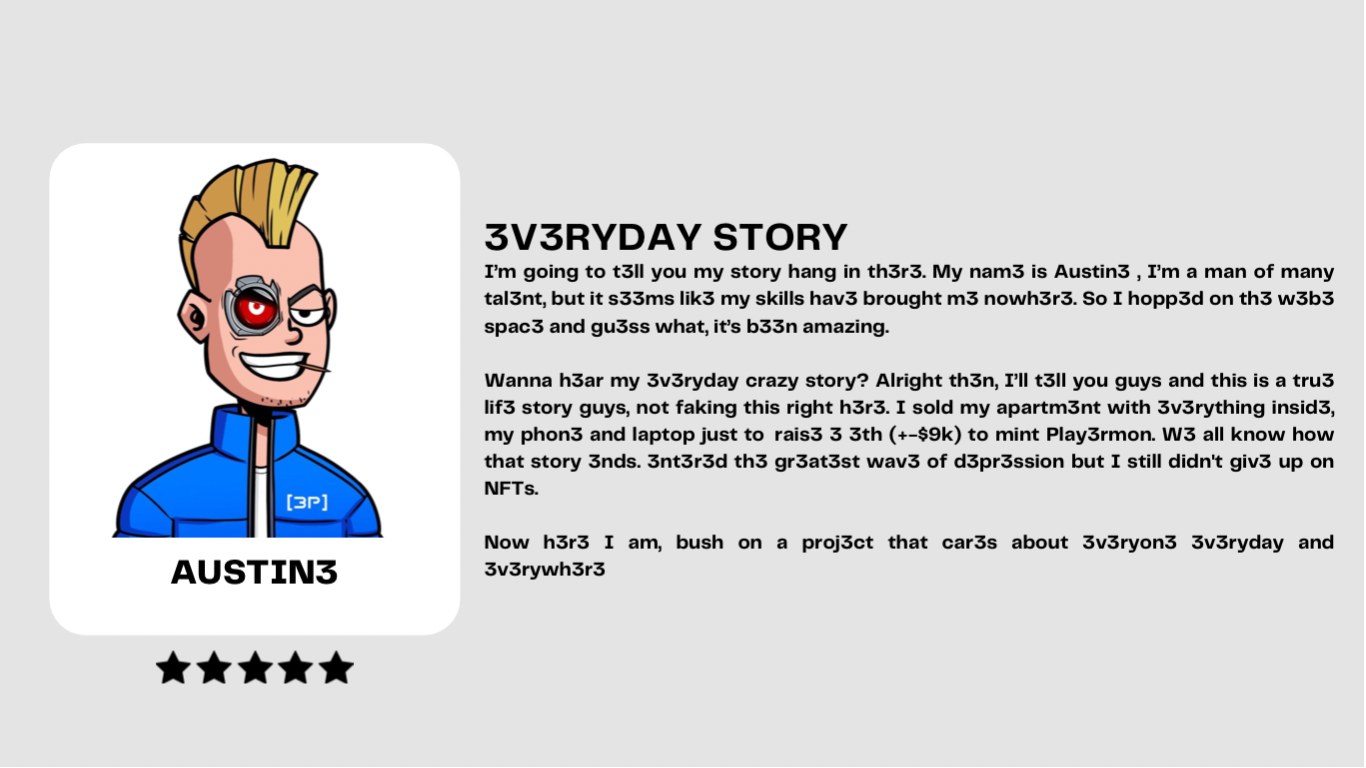 [3P]
AUSTIN3
3V3RYDAY STORY
I'm going to t3ll you my story hang in th3r3. My nam3 is Austin3 , I'm a man of many
tal3nt, but it s33ms lik3 my skills hav3 brought m3 nowh3r3. So I hopp3d on th3 w3b3
spac3 and gu3ss what, it's b33n amazing.
Wanna h3ar my 3v3ryday crazy story? Alright th3n, I'll t3ll you guys and this is a tru3
lif3 story guys, not faking this right h3r3. I sold my apartm3nt with 3v3rything insid3,
my phon3 and laptop just to rais3 3 3th (+-$9k) to mint Play3rmon. W3 all know how
that story 3nds. 3nt3r3d th3 gr3at3st wav3 of d3pr3ssion but I still didn't giv3 up on
NFTs.
Now h3r3 I am, bush on a proj3ct that car3s about 3v3ryon3 3v3ryday and
3v3rywh3r3